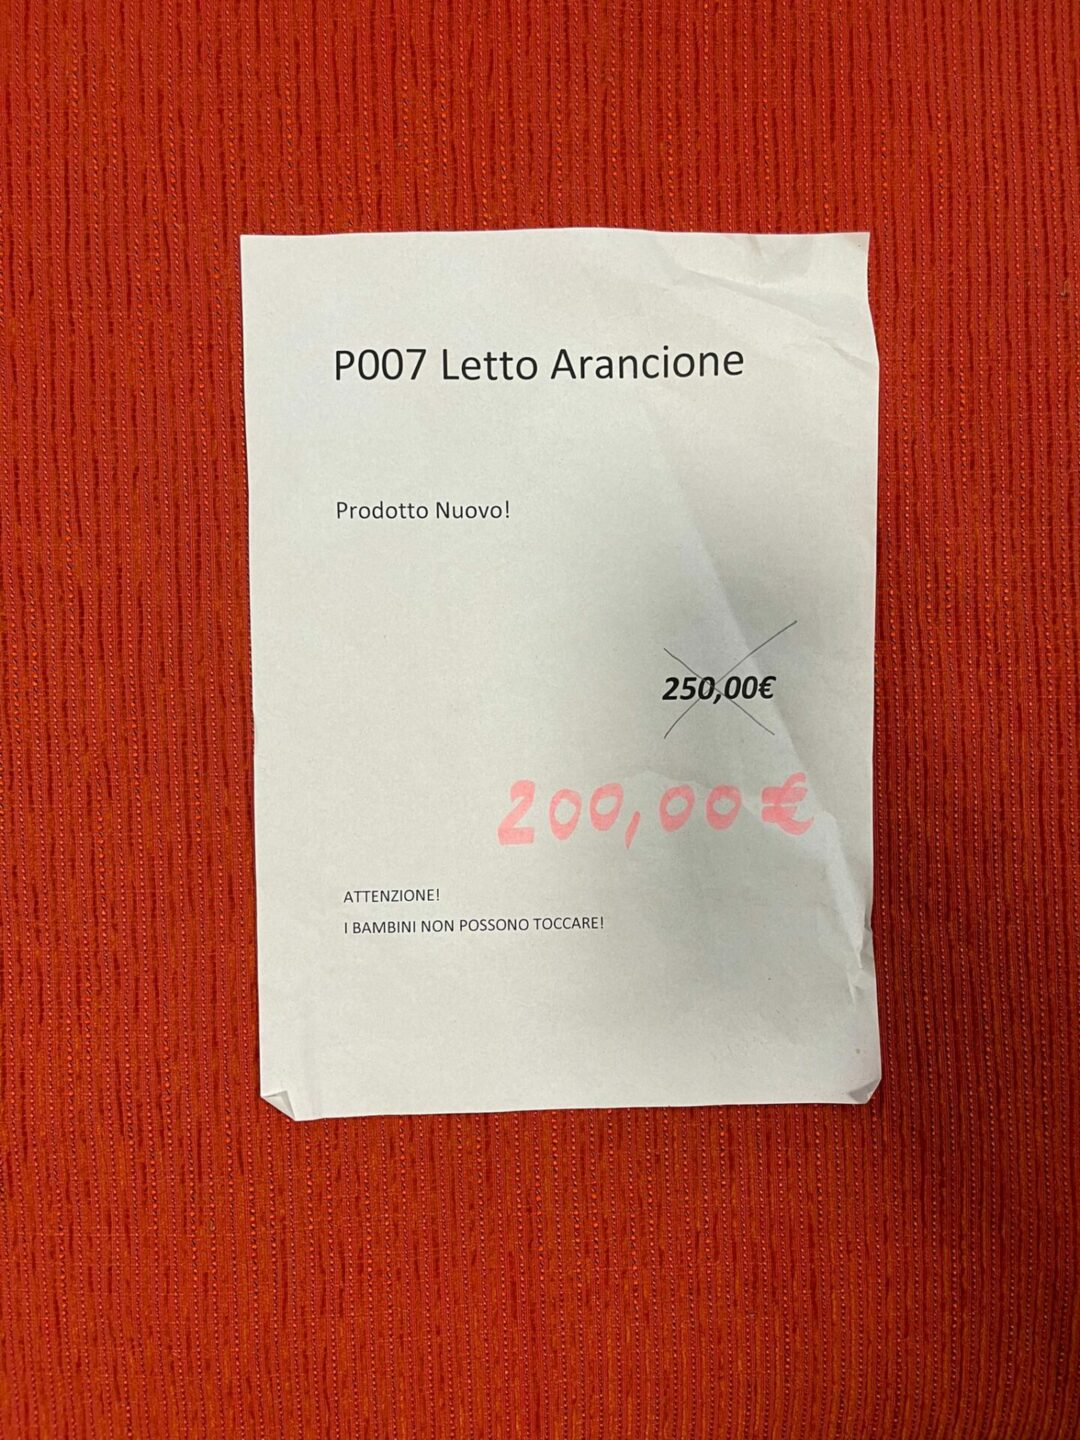 P007 Letto Arancione
Prodotto Nuovo!
250,00€
200,00€
ATTENZIONE!
I BAMBINI NON POSSONO TOCCARE!